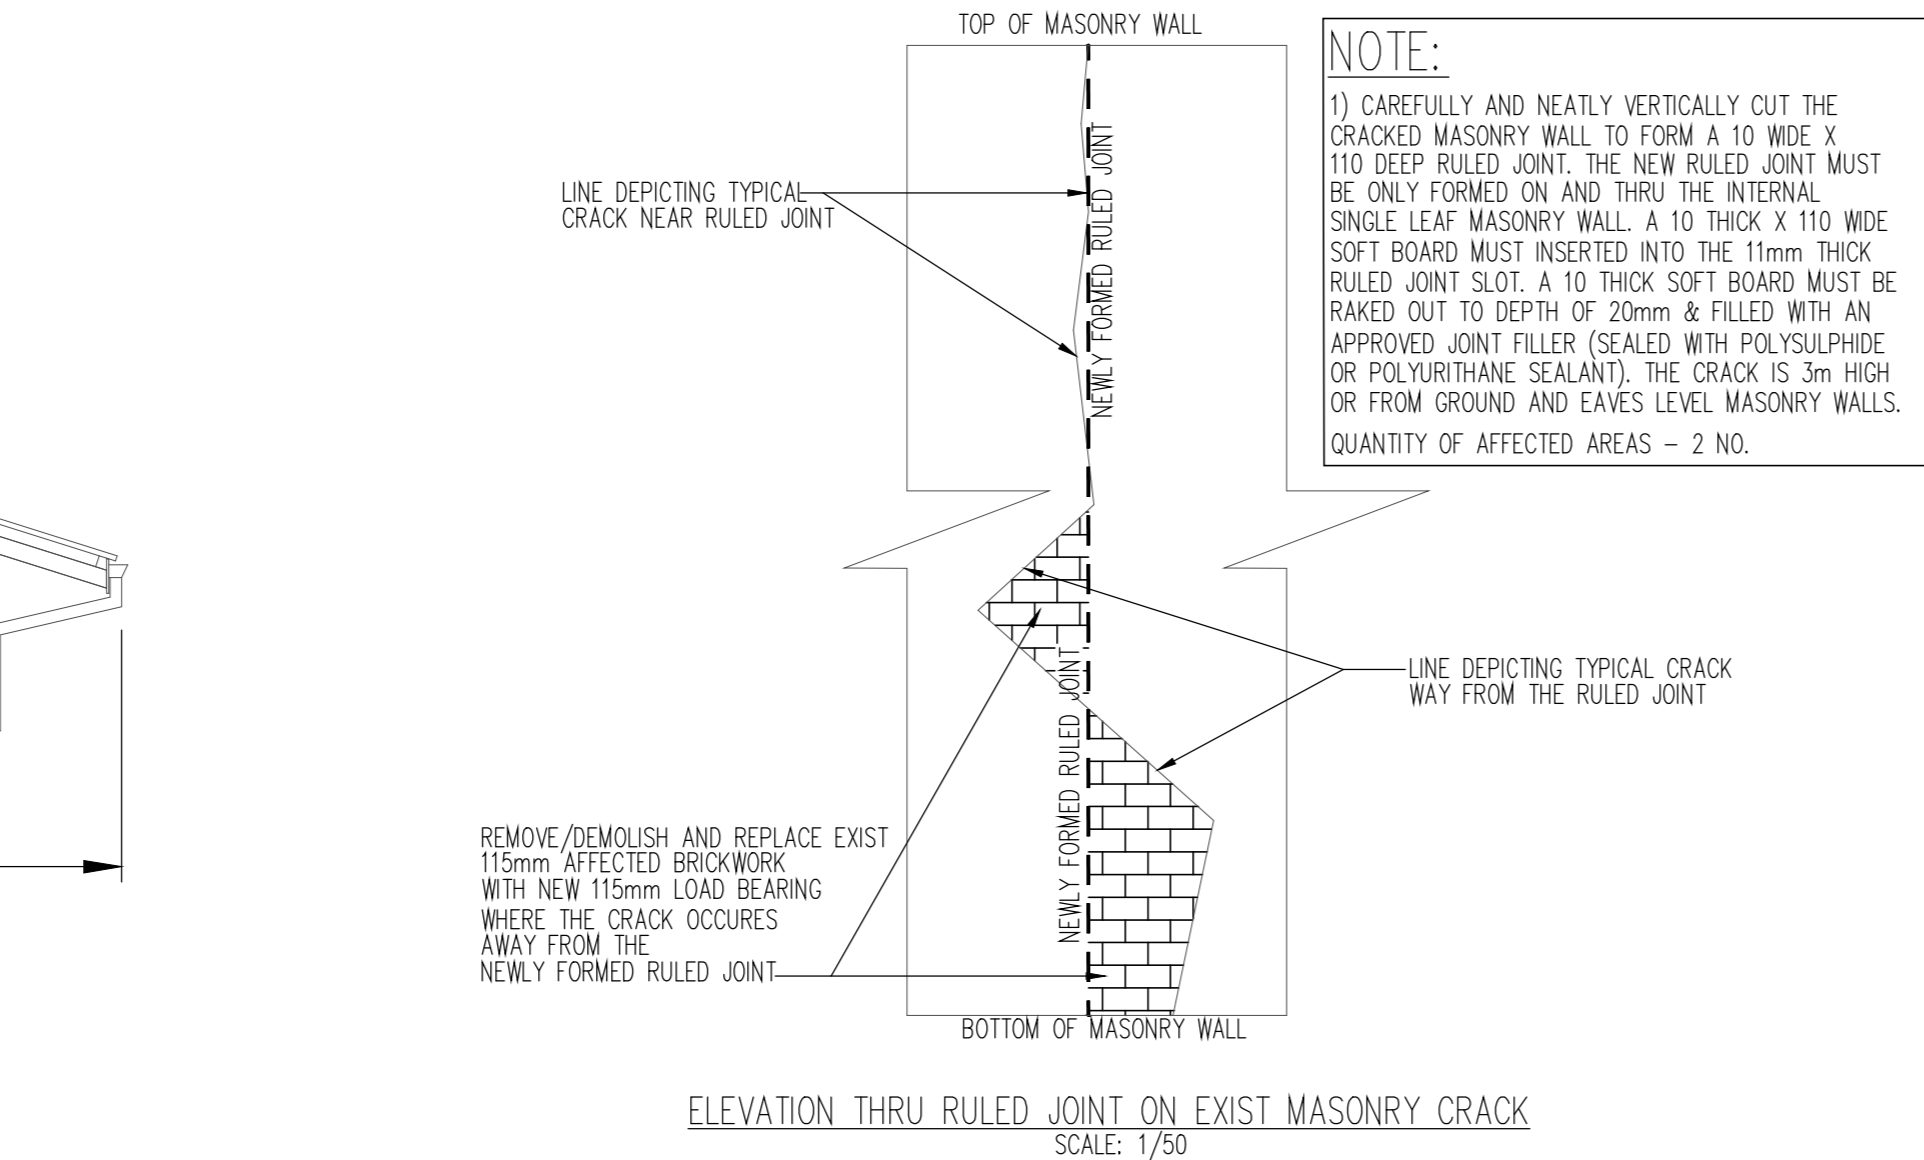 TOP OF MASONRY WALL
NOTE:
1) CAREFULLY AND NEATLY VERTICALLY CUT THE
CRACKED MASONRY WALL TO FORM A 10 WIDE X
110 DEEP RULED JOINT. THE NEW RULED JOINT MUST
BE ONLY FORMED ON AND THRU THE INTERNAL
SINGLE LEAF MASONRY WALL. A 10 THICK X 110 WIDE
SOFT BOARD MUST INSERTED INTO THE 11mm THICK
RULED JOINT SLOT. A 10 THICK SOFT BOARD MUST BE
RAKED OUT TO DEPTH OF 20mm & FILLED WITH AN
APPROVED JOINT FILLER (SEALED WITH POLYSULPHIDE
OR POLYURITHANE SEALANT). THE CRACK IS 3m HIGH
OR FROM GROUND AND EAVES LEVEL MASONRY WALLS.
QUANTITY OF AFFECTED AREAS – 2 NO.
LINE DEPICTING TYPICAL
CRACK NEAR RULED JOINT
NEWLY FORMED RULED JOINT
LINE DEPICTING TYPICAL CRACK
WAY FROM THE RULED JOINT
NEWLY FORMED RULED JOINT
REMOVE/DEMOLISH AND REPLACE EXIST
115mm AFFECTED BRICKWORK
WITH NEW 115mm LOAD BEARING
WHERE THE CRACK OCCURES
AWAY FROM THE
NEWLY FORMED RULED JOINT
BOTTOM OF MASONRY WALL
ELEVATION THRU RULED JOINT ON EXIST MASONRY CRACK
SCALE: 1/50